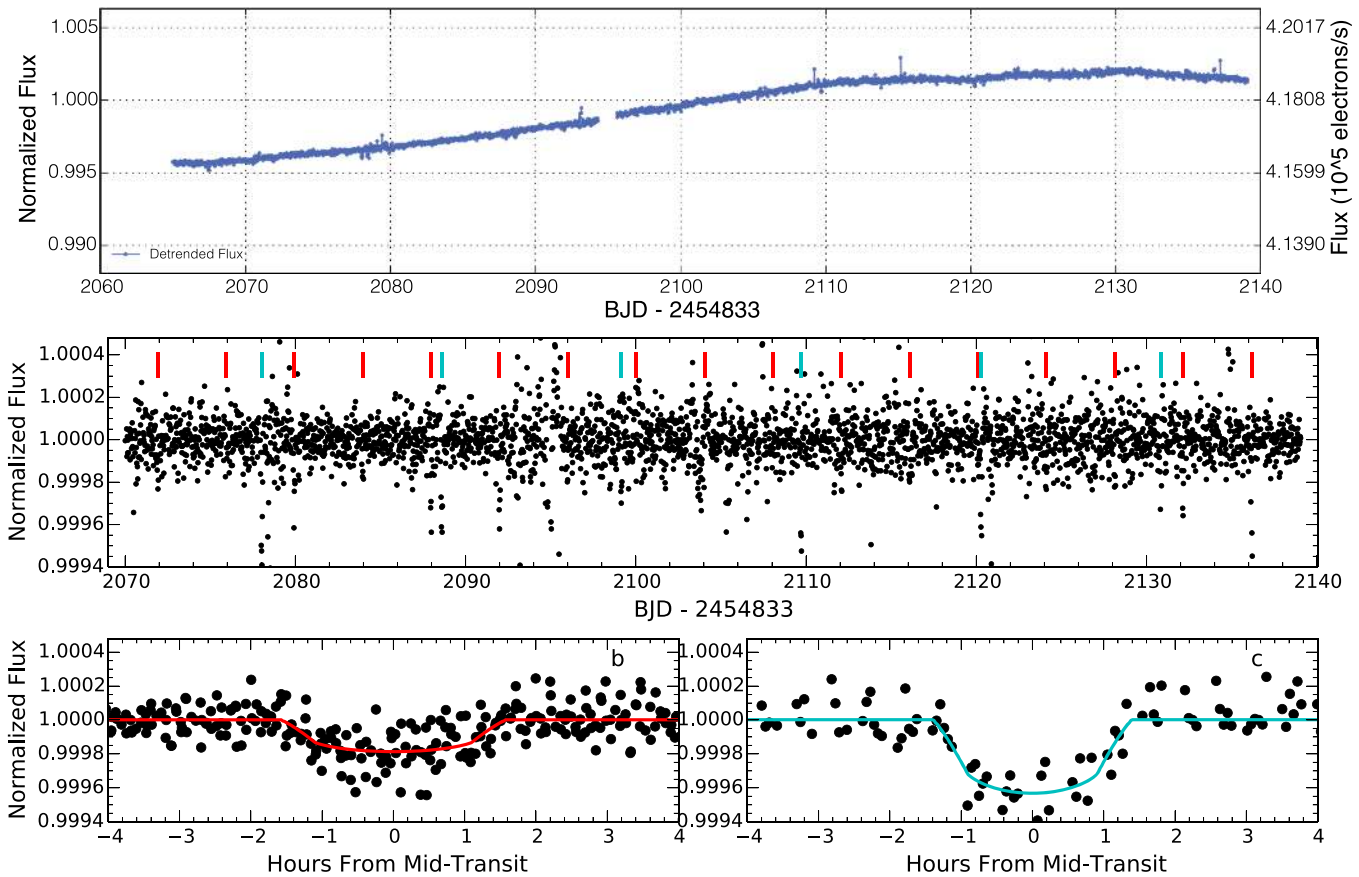 1.005
4.2017
1.000
4.1808
0.995
4.1599
0.990
4.1390
Normalized Flux
Flux (10^5 electrons/s)
Detrended Flux
2060 2070 2080 2090 2100 2110 2120 2130 2140
BJD - 2454833
1.0004
1.0002
1.0000
0.9998
0.9996
0.9994
Normalized Flux
2070 2080 2090 2100 2110 2120 2130 2140
BJD - 2454833
1.0004
1.0002
1.0000
0.9998
0.9996
0.9994
Normalized Flux
b
−4 −3 −2 −1 0 1 2 3 4
Hours From Mid-Transit
1.0004
1.0002
1.0000
0.9998
0.9996
0.9994
c
−4 −3 −2 −1 0 1 2 3 4
Hours From Mid-Transit